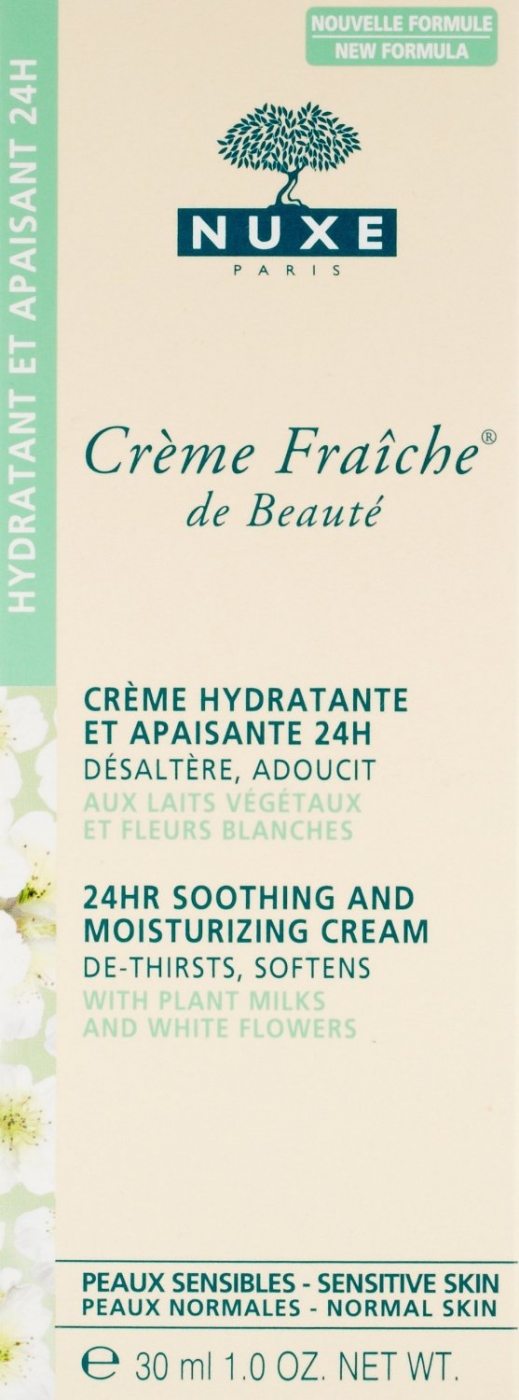 NOUVELLE FORMULE
NEW FORMULA
HYDRATANT ET APAISANT 24H
NUXE
PARIS
Crème Fraîche®
de Beauté
CRÈME HYDRATANTE
ET APAISANTE 24H
DÉSALTÈRE, ADOUCIT
AUX LAITS VÉGÉTAUX
ET FLEURS BLANCHES
24HR SOOTHING AND
MOISTURIZING CREAM
DE-THIRSTS, SOFTENS
WITH PLANT MILKS
AND WHITE FLOWERS
PEAUX SENSIBLES - SENSITIVE SKIN
PEAUX NORMALES - NORMAL SKIN
℮ 30 ml 1.0 OZ. NET WT.